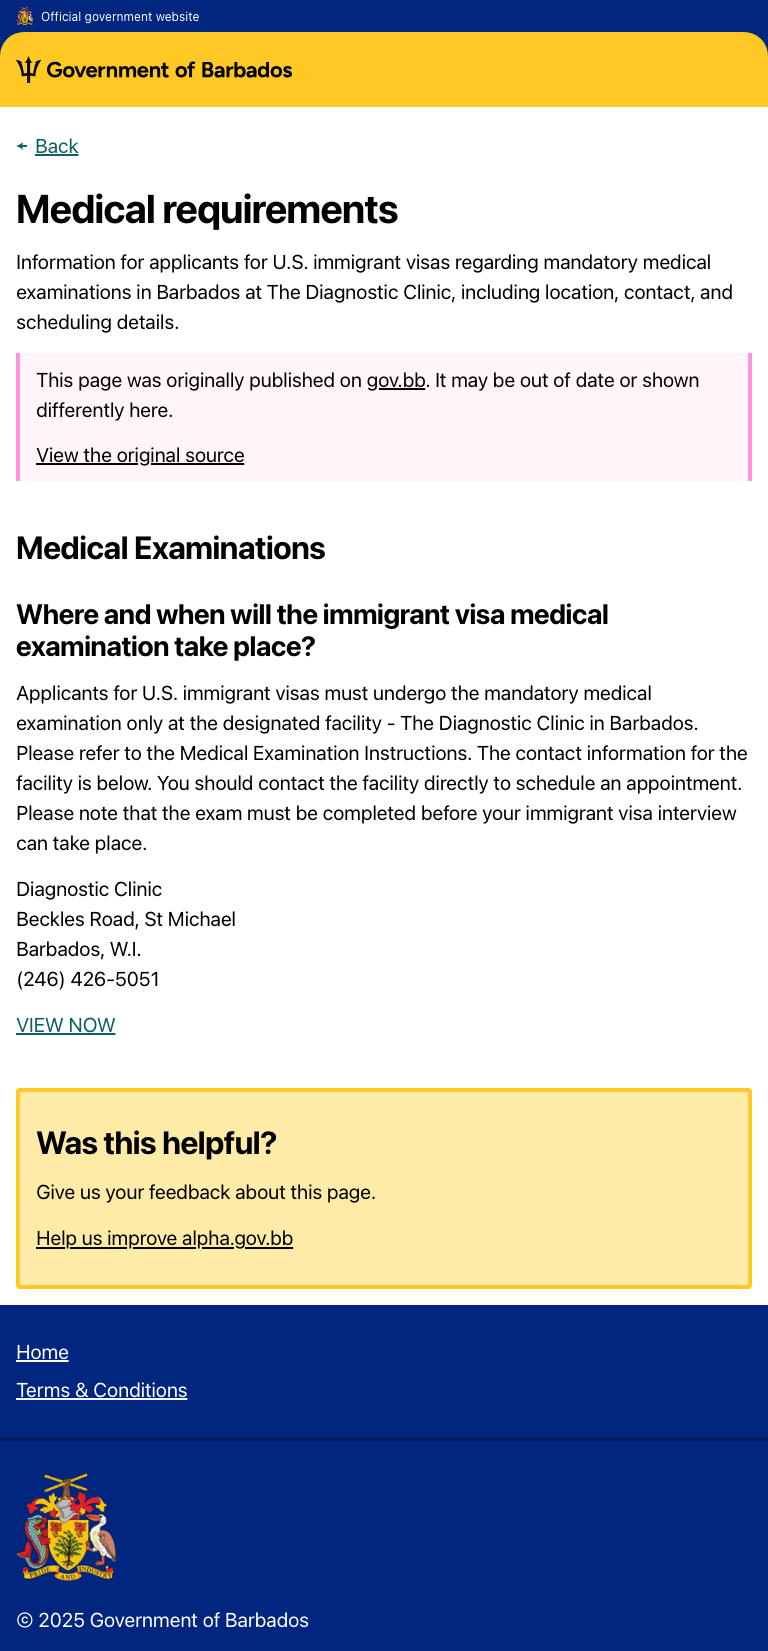 Official government website
Government of Barbados
Back
Medical requirements
Information for applicants for U.S. immigrant visas regarding mandatory medical
examinations in Barbados at The Diagnostic Clinic, including location, contact, and
scheduling details.
This page was originally published on gov.bb. It may be out of date or shown
differently here.
View the original source
Medical Examinations
Where and when will the immigrant visa medical
examination take place?
Applicants for U.S. immigrant visas must undergo the mandatory medical
examination only at the designated facility - The Diagnostic Clinic in Barbados.
Please refer to the Medical Examination Instructions. The contact information for the
facility is below. You should contact the facility directly to schedule an appointment.
Please note that the exam must be completed before your immigrant visa interview
can take place.
Diagnostic Clinic
Beckles Road, St Michael
Barbados, W.I.
(246) 426-5051
VIEW NOW
Was this helpful?
Give us your feedback about this page.
Help us improve alpha.gov.bb
Home
Terms & Conditions
PRIDE AND INDUSTRY
© 2025 Government of Barbados